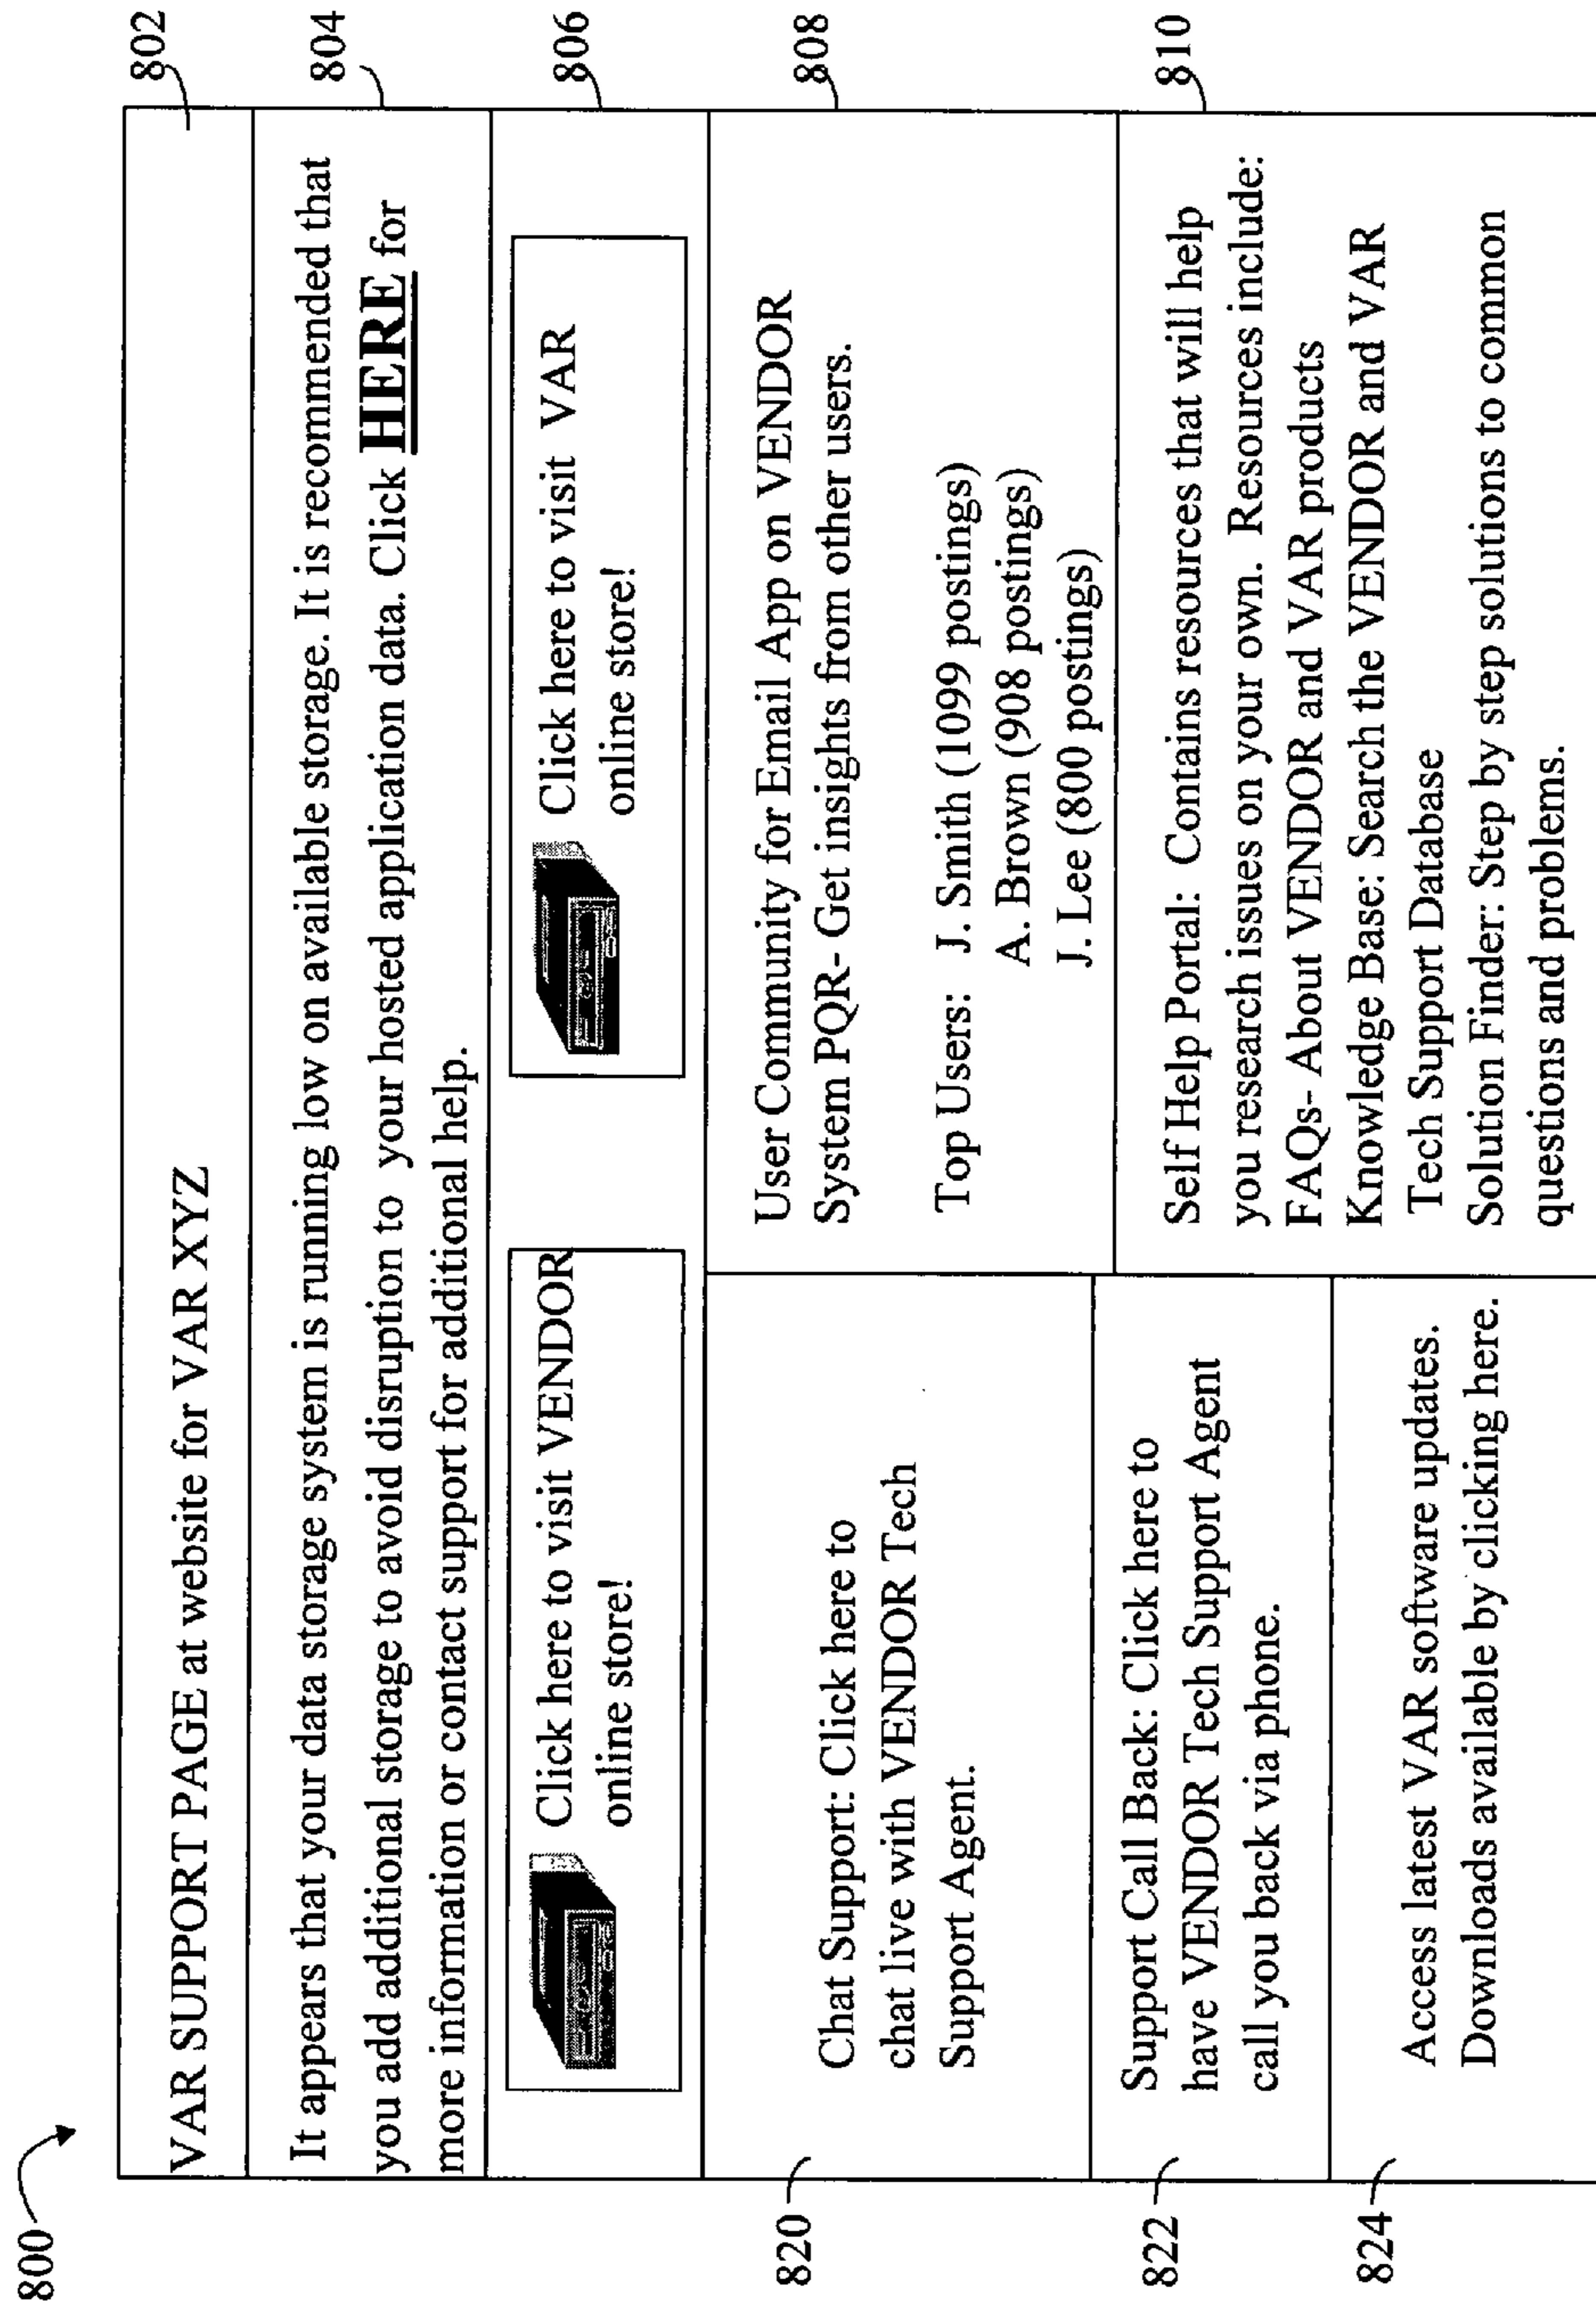 800
VAR SUPPORT PAGE at website for VAR XYZ
802
It appears that your data storage system is running low on available storage. It is recommended that
you add additional storage to avoid disruption to your hosted application data. Click HERE for
more information or contact support for additional help.
804
Click here to visit VENDOR
online store!
Click here to visit VAR
online store!
806
820
Chat Support: Click here to
chat live with VENDOR Tech
Support Agent.
User Community for Email App on VENDOR
System PQR- Get insights from other users.
Top Users: J. Smith (1099 postings)
A. Brown (908 postings)
J. Lee (800 postings)
808
822
Support Call Back: Click here to
have VENDOR Tech Support Agent
call you back via phone.
824
Access latest VAR software updates.
Downloads available by clicking here.
Self Help Portal: Contains resources that will help
you research issues on your own. Resources include:
FAQs- About VENDOR and VAR products
Knowledge Base: Search the VENDOR and VAR
Tech Support Database
Solution Finder: Step by step solutions to common
questions and problems.
810